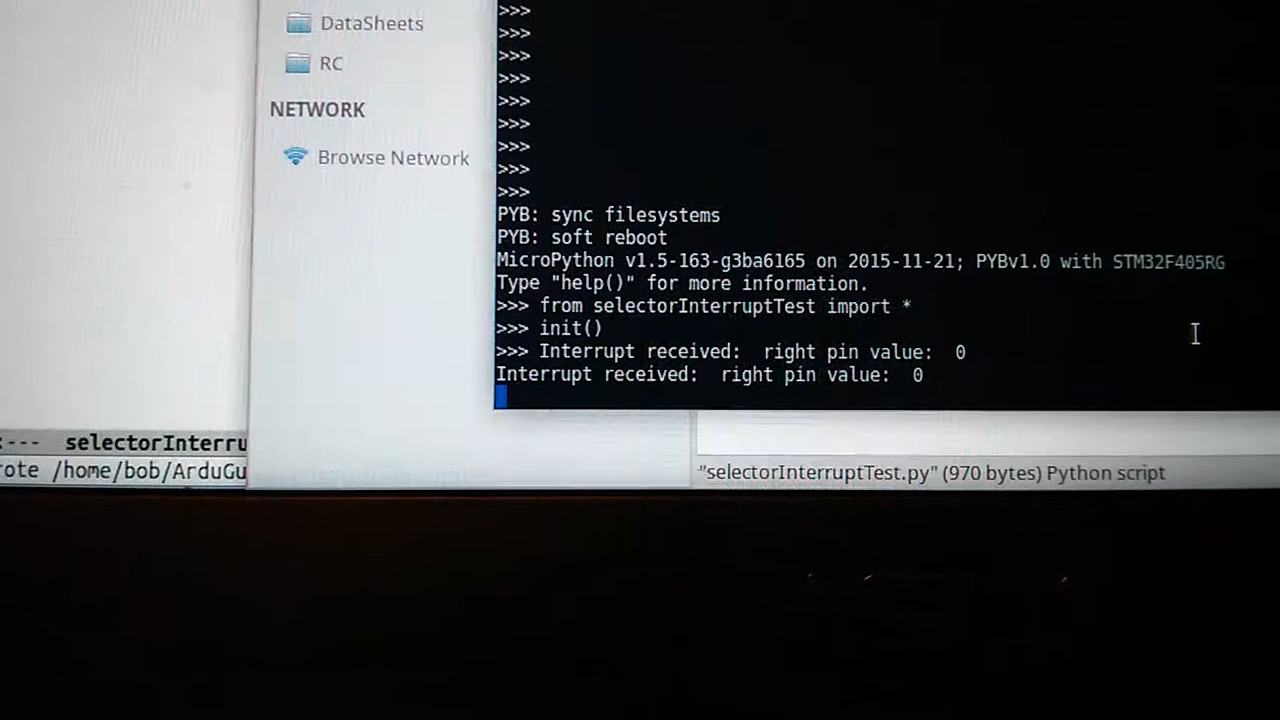 DataSheets
RC
NETWORK
Browse Network
>>>
>>>
>>>
>>>
>>>
>>>
>>>
>>>
>>>
PYB: sync filesystems
PYB: soft reboot
MicroPython v1.5-163-g3ba6165 on 2015-11-21; PYBv1.0 with STM32F405RG
Type "help()" for more information.
>>> from selectorInterruptTest import *
>>> init()
>>> Interrupt received:  right pin value:  0
Interrupt received:  right pin value:  0
:--- selectorInterru
ote /home/bob/ArduGu
"selectorInterruptTest.py" (970 bytes) Python script